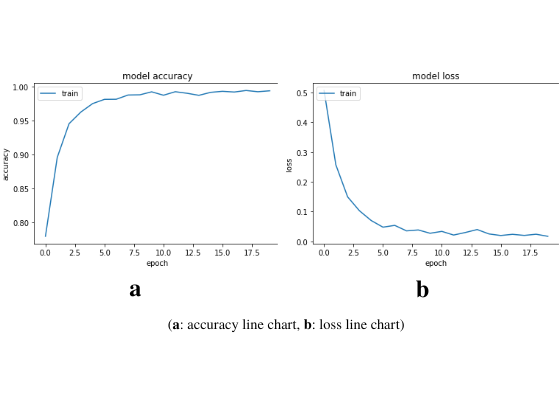 model accuracy
train
1.00
0.95
0.90
0.85
0.80
accuracy
0.0 2.5 5.0 7.5 10.0 12.5 15.0 17.5
epoch
a
model loss
train
0.5
0.4
0.3
0.2
0.1
0.0
loss
0.0 2.5 5.0 7.5 10.0 12.5 15.0 17.5
epoch
b
(a: accuracy line chart, b: loss line chart)